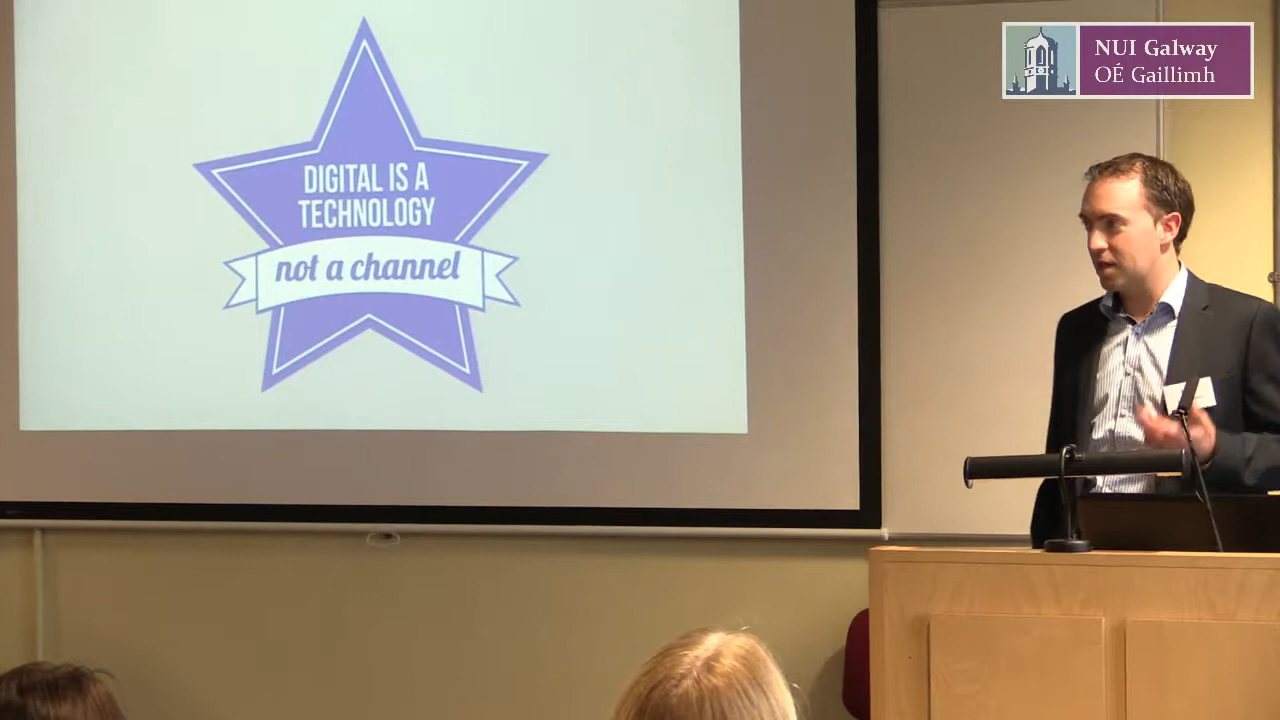 DIGITAL IS A
TECHNOLOGY
not a channel
NUI Galway
OÉ Gaillimh